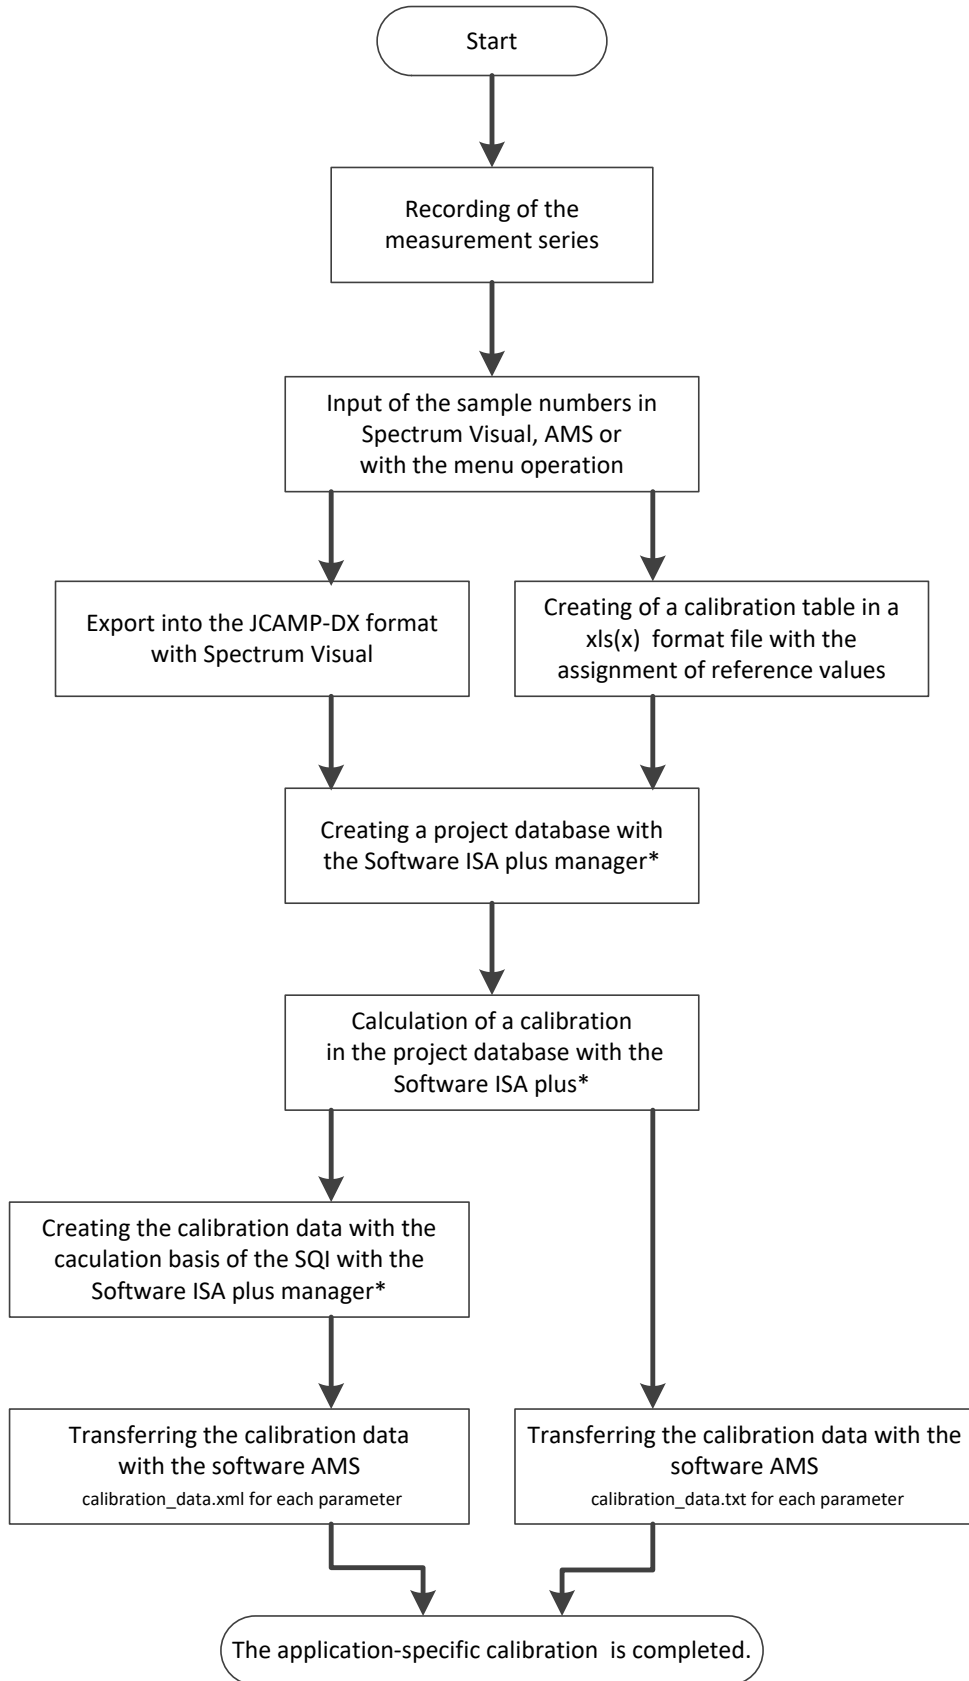 Start
Recording of the
measurement series
Input of the sample numbers in
Spectrum Visual, AMS or
with the menu operation
Export into the JCAMP-DX format
with Spectrum Visual
Creating of a calibration table in a
xls(x) format file with the
assignment of reference values
Creating a project database with
the Software ISA plus manager*
Calculation of a calibration
in the project database with the
Software ISA plus*
Creating the calibration data with the
caculation basis of the SQI with the
Software ISA plus manager*
Transferring the calibration data
with the software AMS
calibration_data.xml for each parameter
Transferring the calibration data with the
software AMS
calibration_data.txt for each parameter
The application-specific calibration is completed.